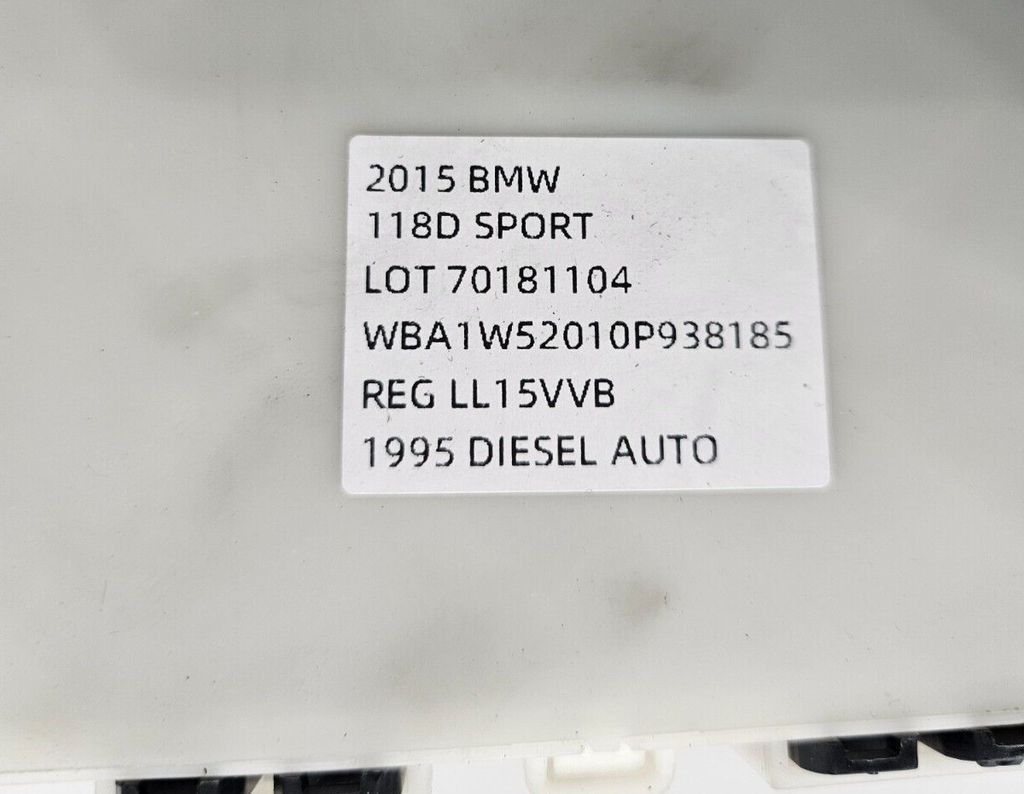 2015 BMW
118D SPORT
LOT 70181104
WBA1W52010P938185
REG LL15VVB
1995 DIESEL AUTO